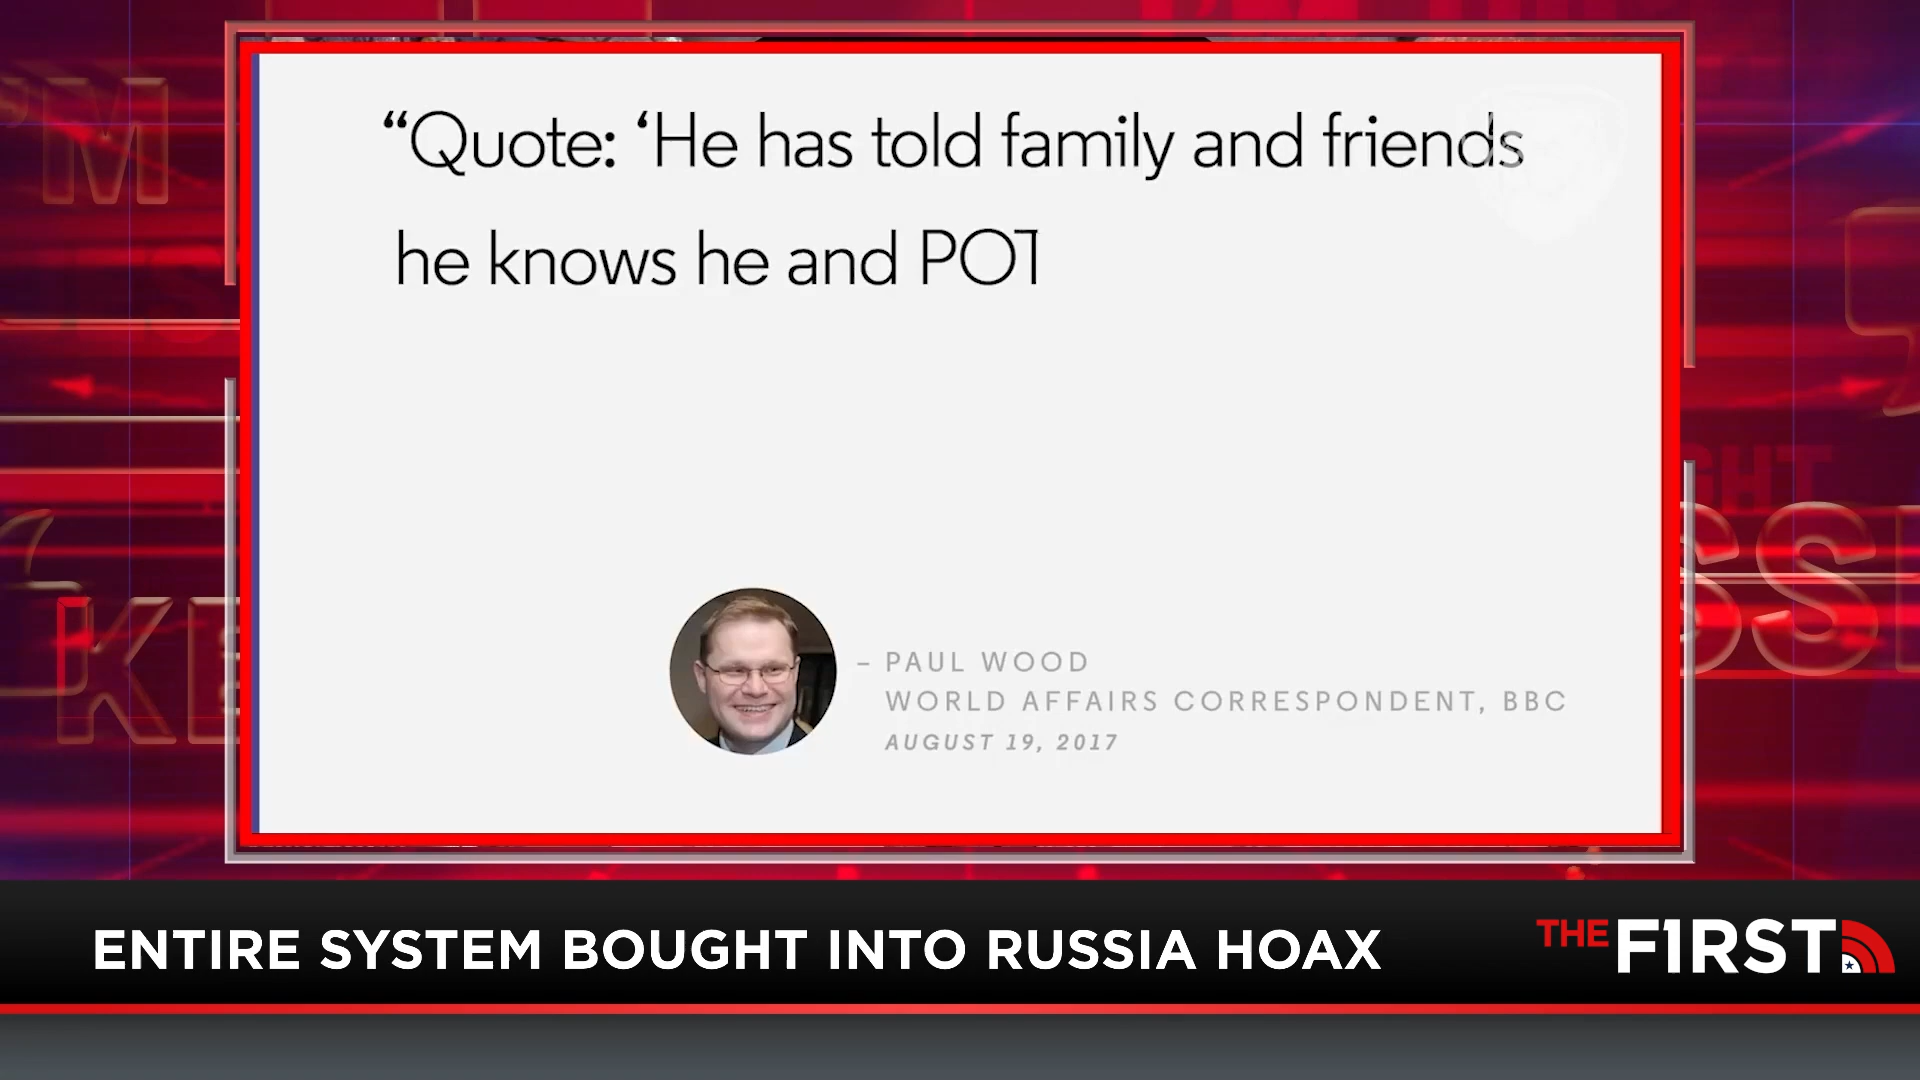 “Quote: ‘He has told family and friends
he knows he and POT
– PAUL WOOD
WORLD AFFAIRS CORRESPONDENT, BBC
AUGUST 19, 2017
ENTIRE SYSTEM BOUGHT INTO RUSSIA HOAX
THE FIRST